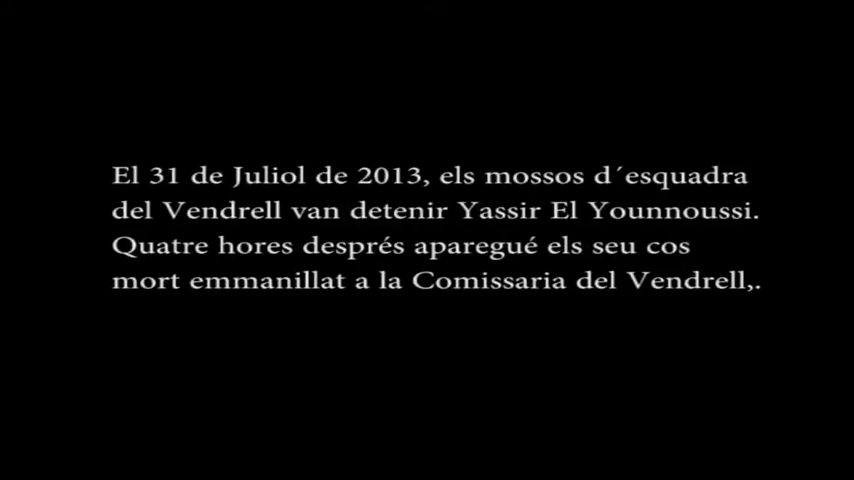 El 31 de Juliol de 2013, els mossos d´esquadra
del Vendrell van detenir Yassir El Younnoussi.
Quatre hores després aparegué els seu cos
mort emmanillat a la Comissaria del Vendrell,.